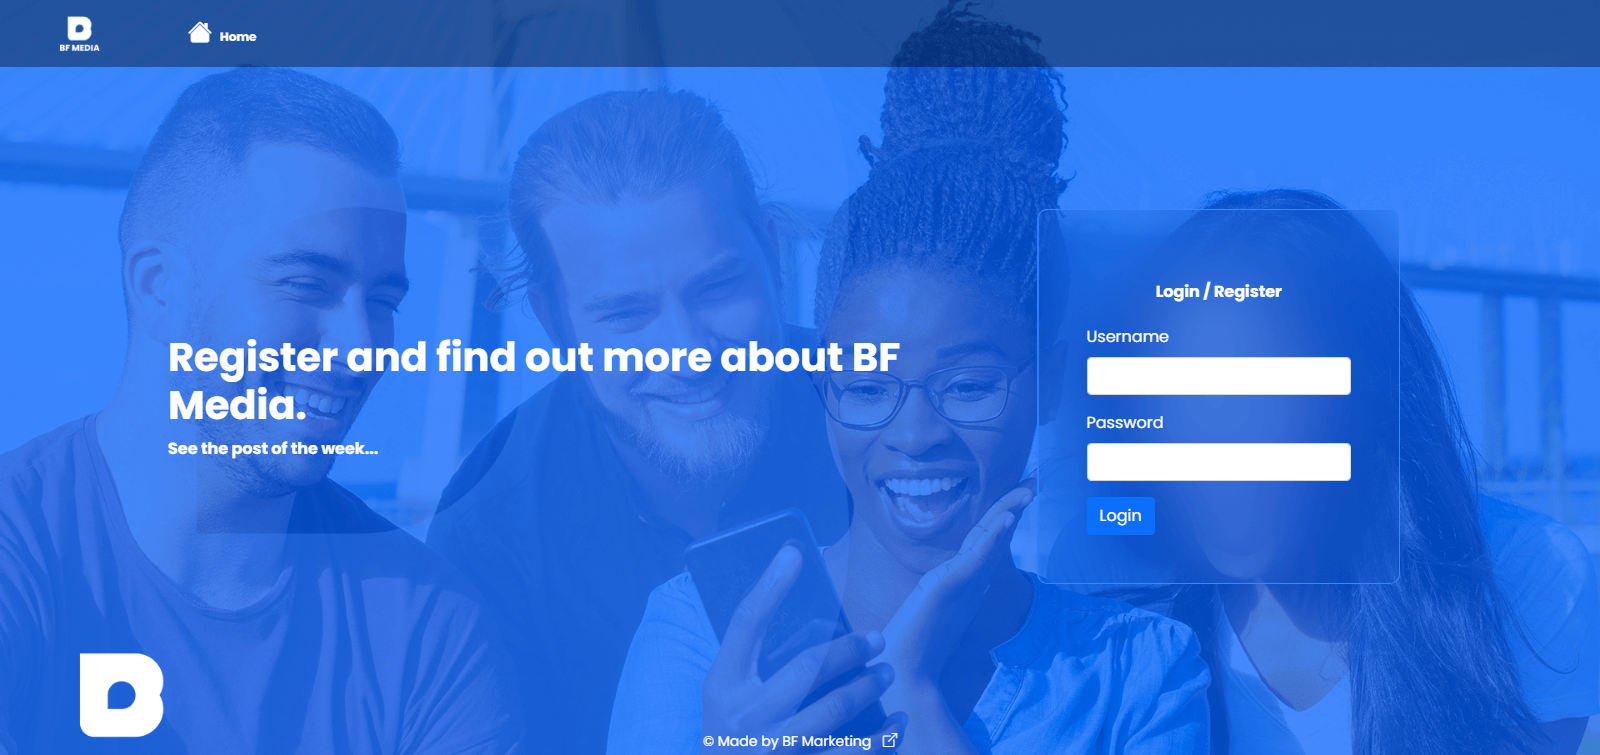 BF MEDIA
Home
Register and find out more about BF
Media.
See the post of the week...
Login / Register
Username
Password
Login
© Made by BF Marketing